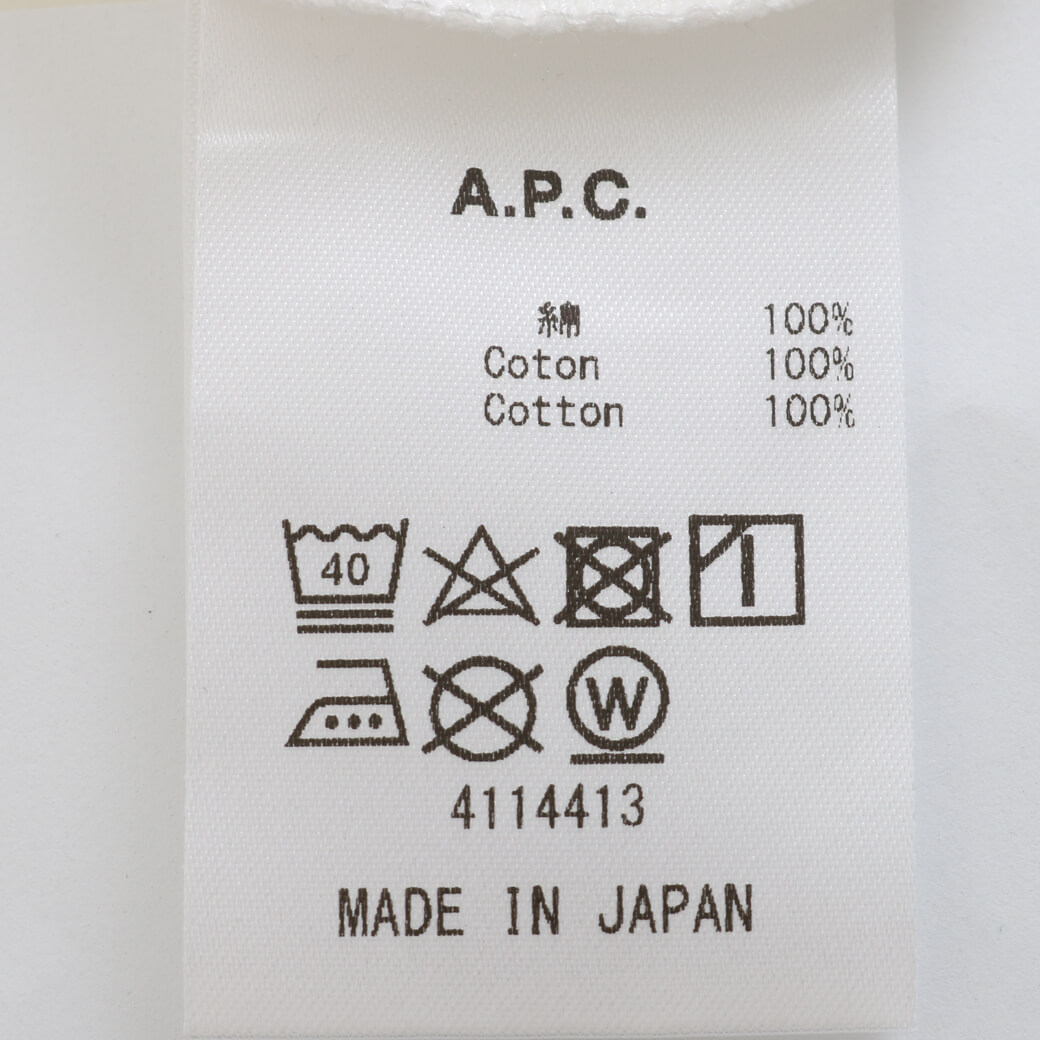 A.P.C.
綿 100%
Coton 100%
Cotton 100%
40
W
4114413
MADE IN JAPAN